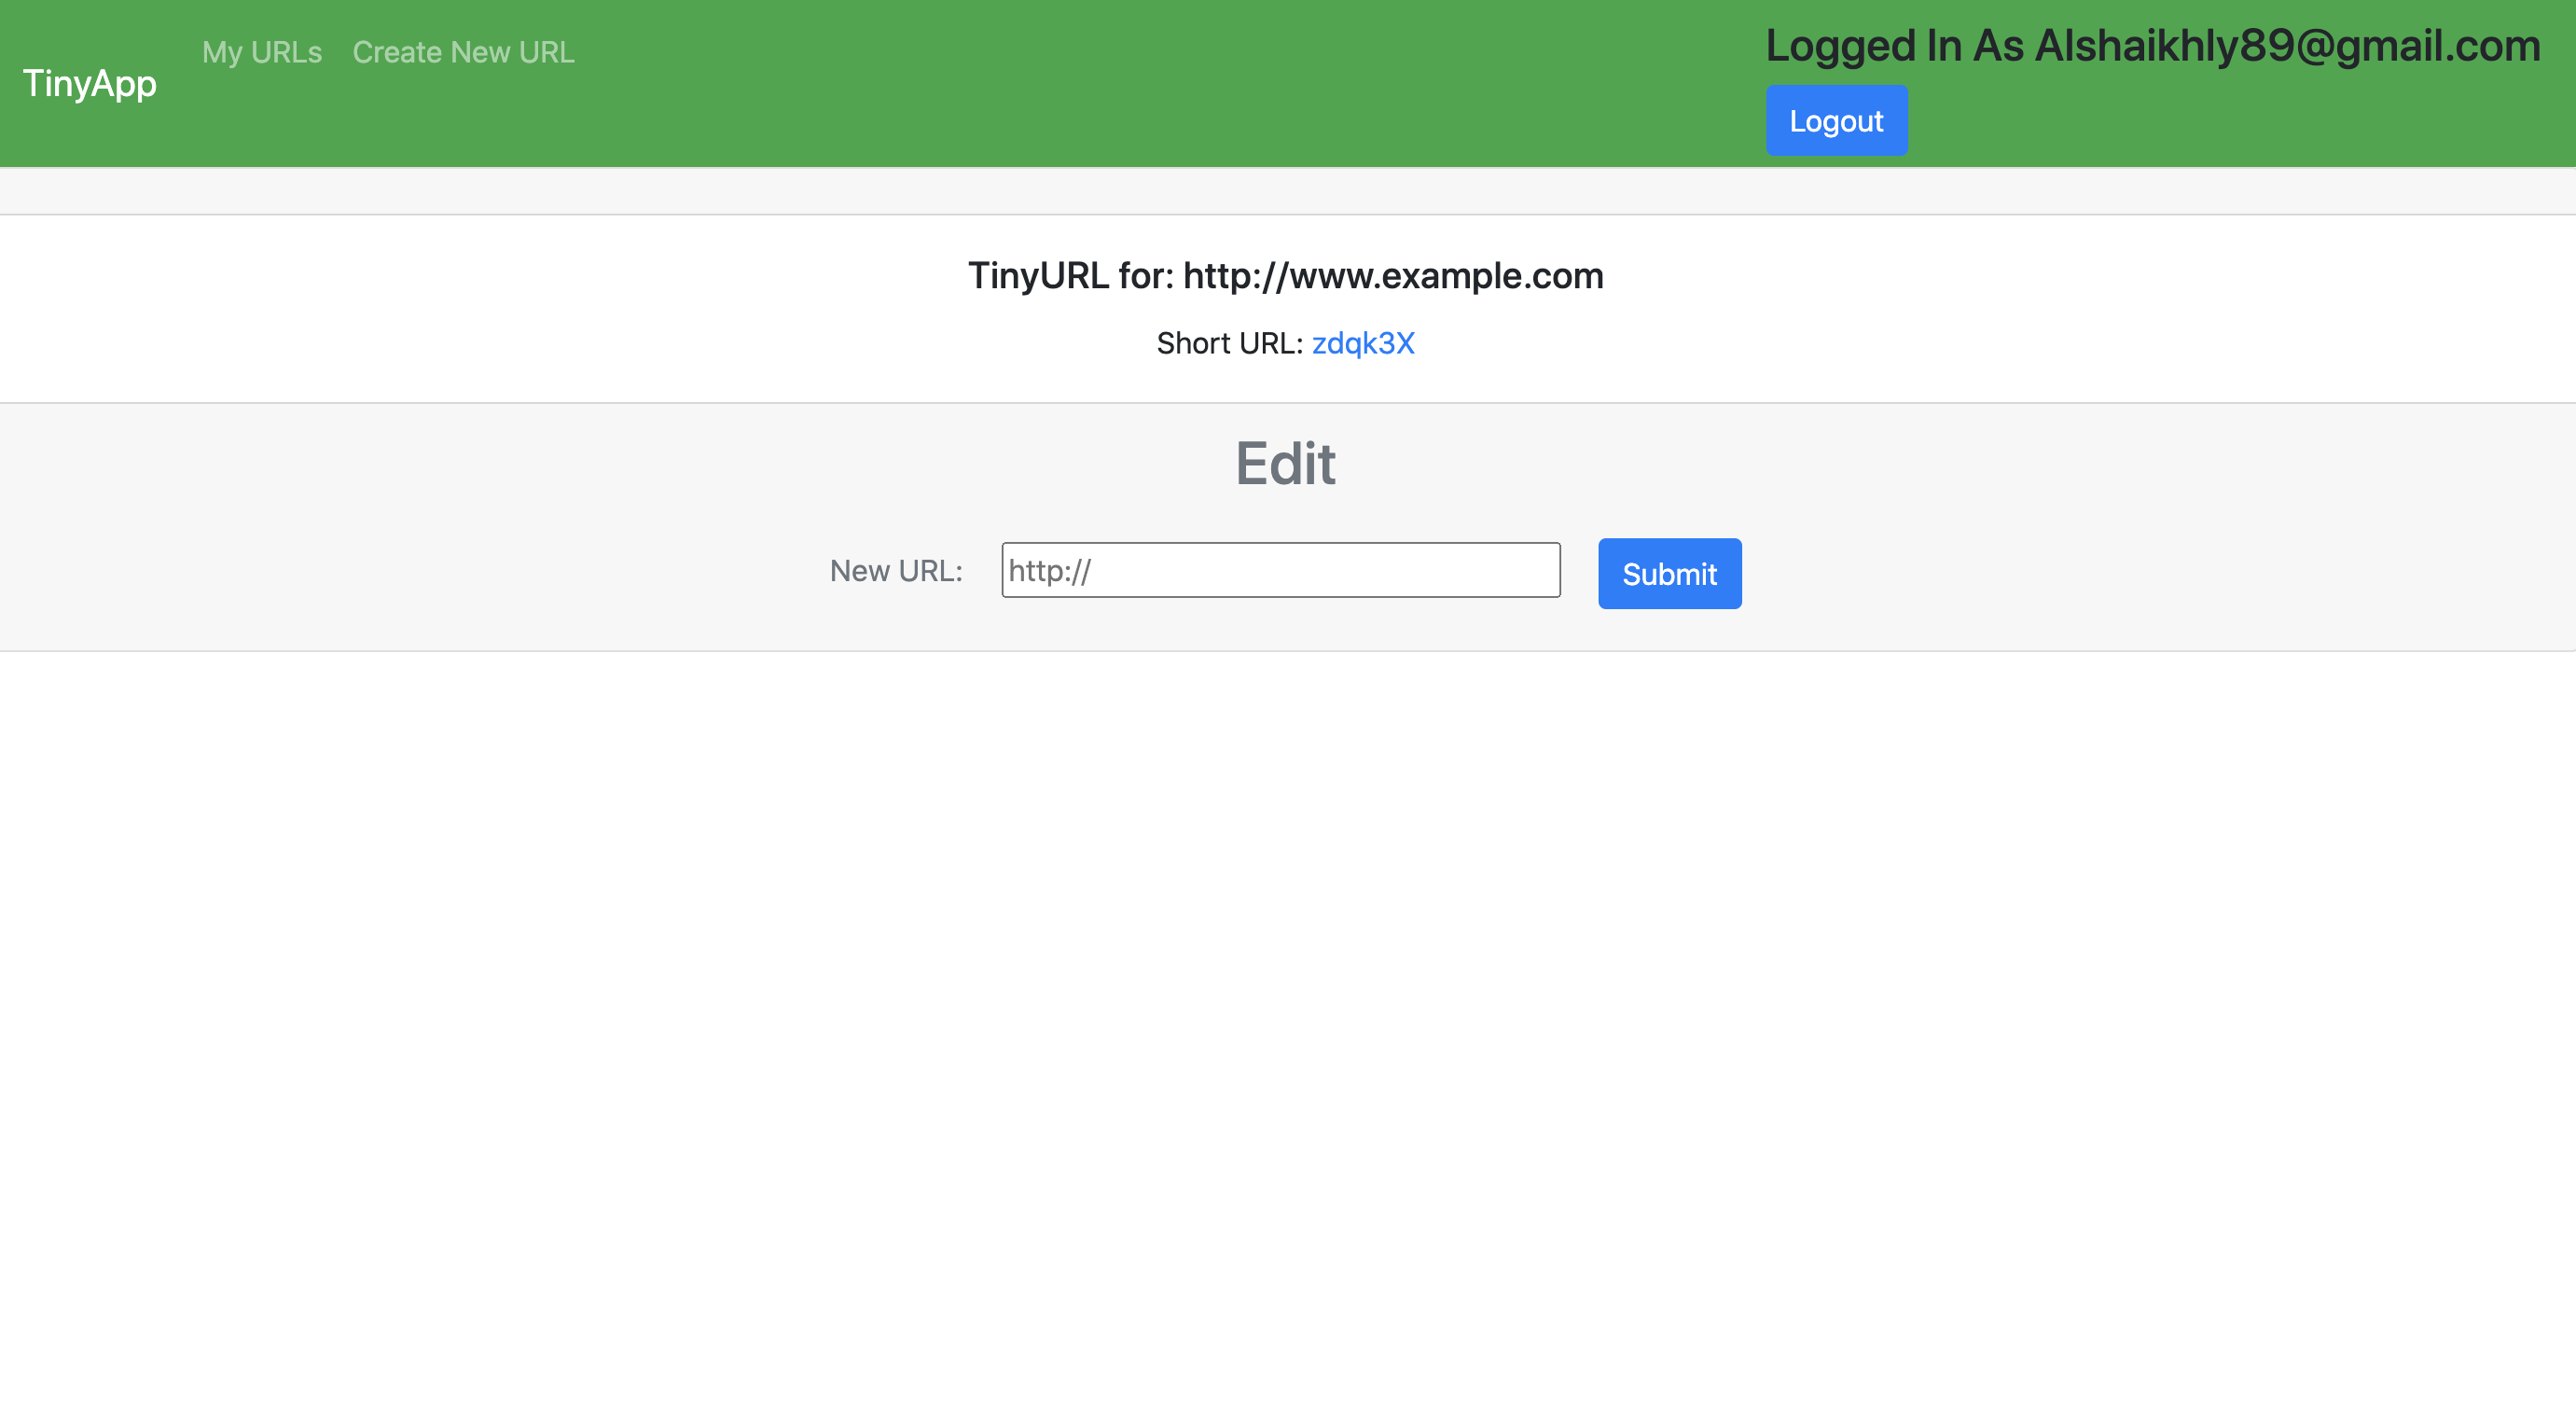 TinyApp
My URLs
Create New URL
Logged In As Alshaikhly89@gmail.com
Logout
TinyURL for: http://www.example.com
Short URL: zdqk3X
Edit
New URL:
http://
Submit